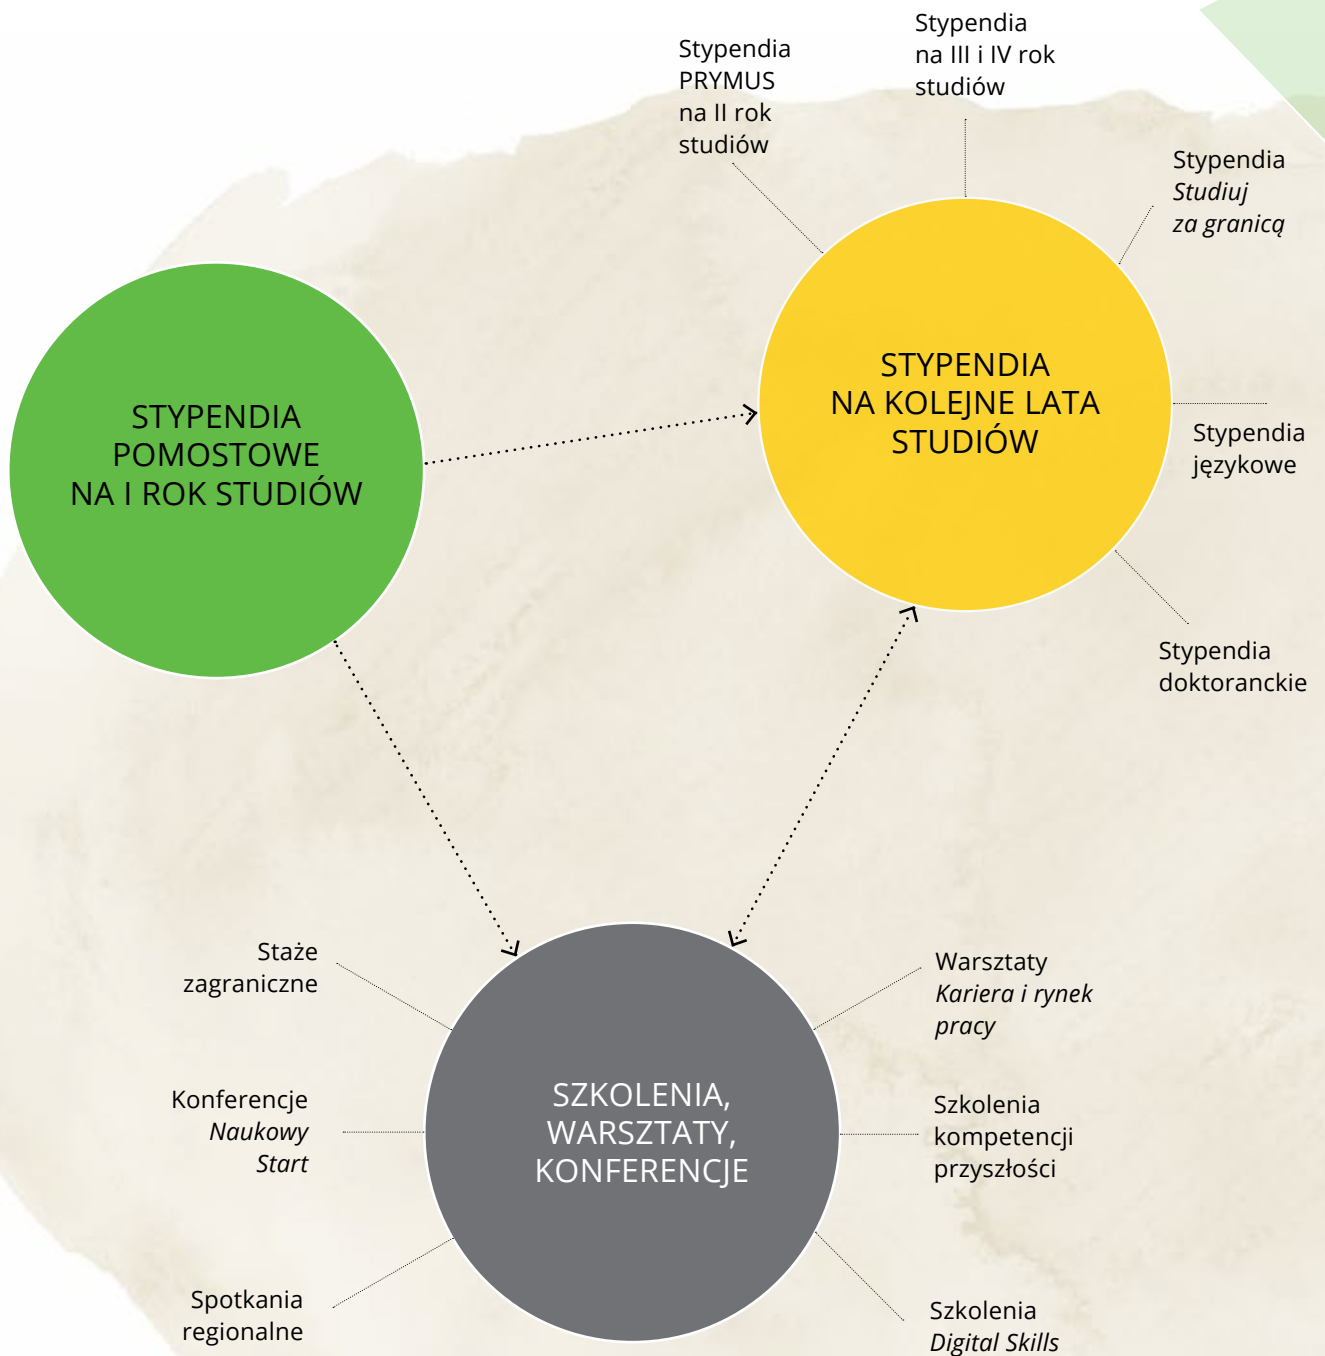 Stypendia
PRYMUS
na II rok
studiów
Stypendia
na III i IV rok
studiów
Stypendia
Studiuj
za granicą
STYPENDIA
POMOSTOWE
NA I ROK STUDIÓW
STYPENDIA
NA KOLEJNE LATA
STUDIÓW
Stypendia
językowe
Stypendia
doktoranckie
Staże
zagraniczne
Konferencje
Naukowy
Start
Spotkania
regionalne
SZKOLENIA,
WARSZTATY,
KONFERENCJE
Warsztaty
Kariera i rynek
pracy
Szkolenia
kompetencji
przyszłości
Szkolenia
Digital Skills